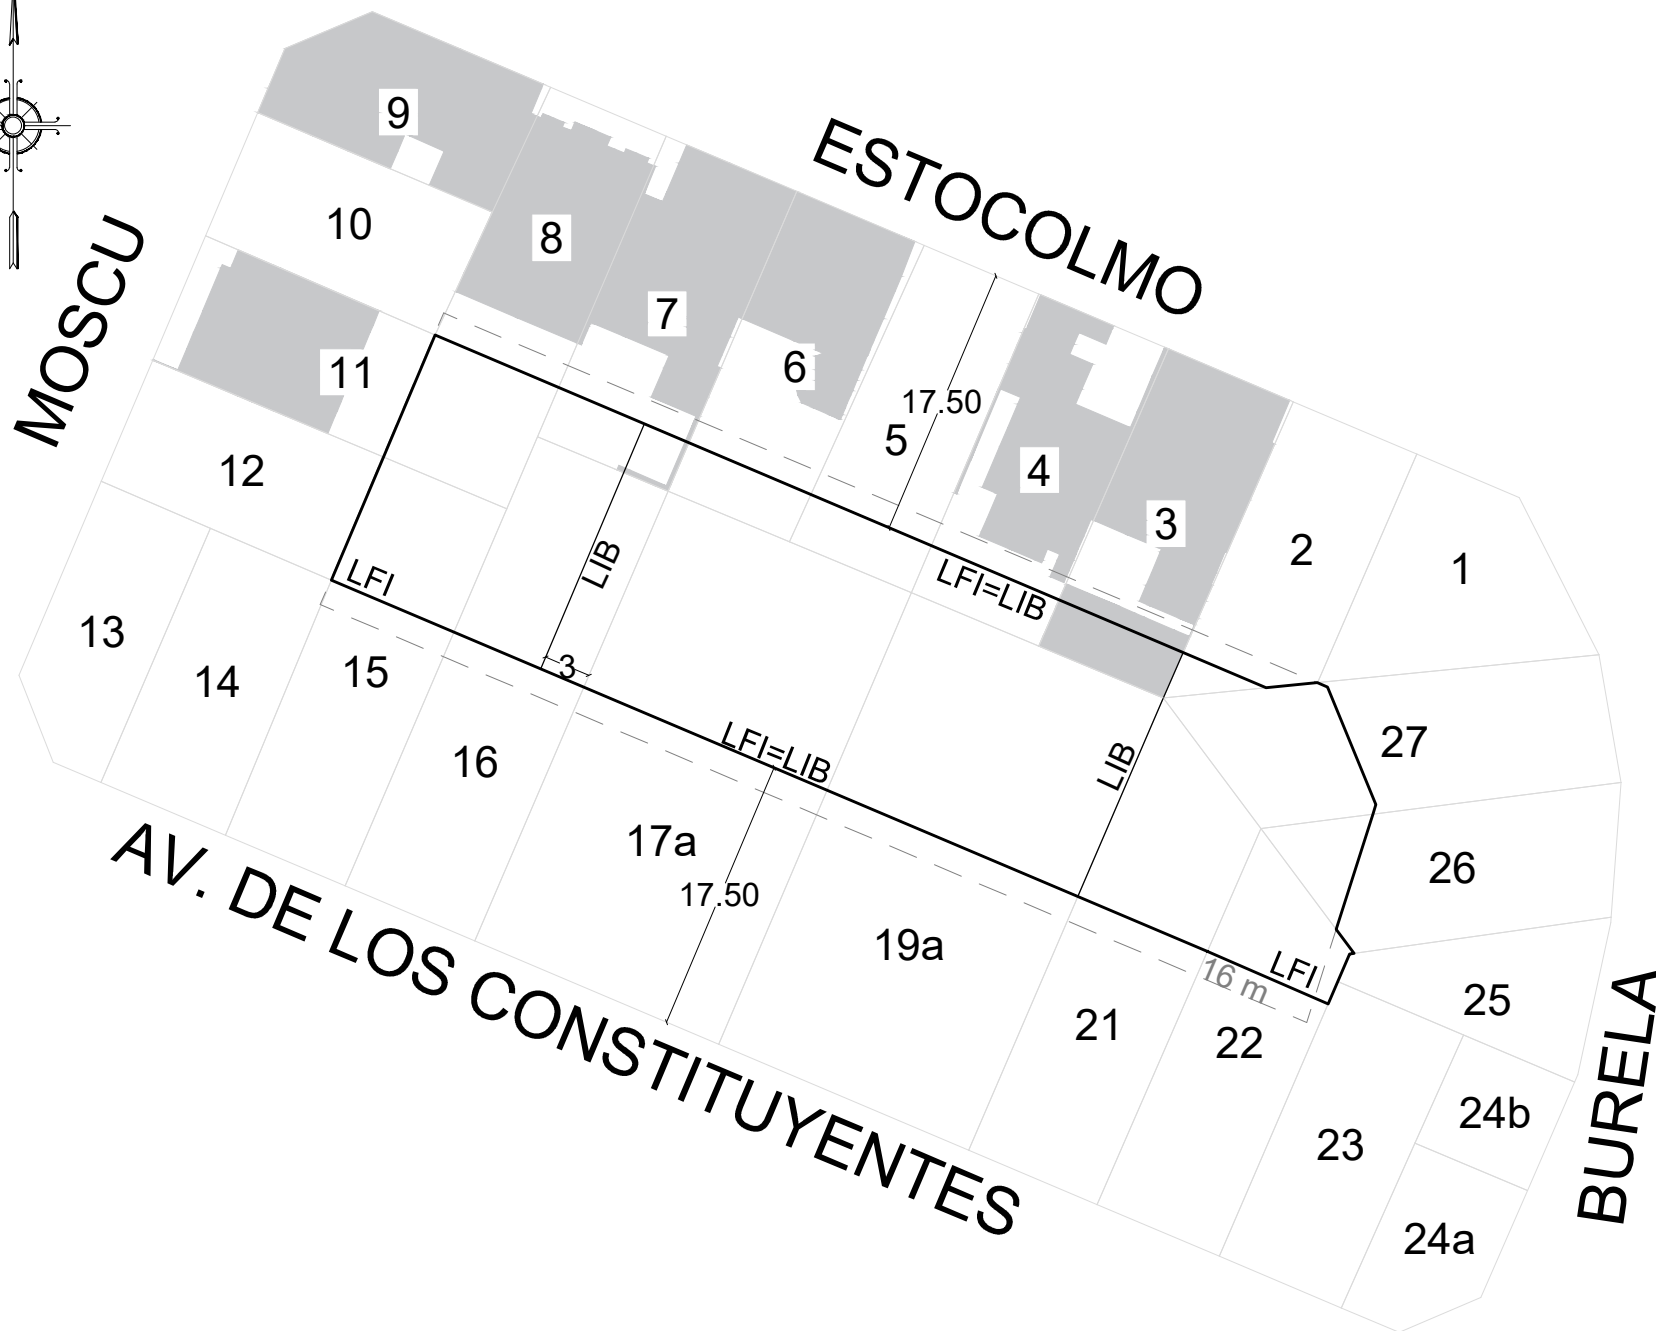 9
ESTOCOLMO
10
8
MOSCU
7
6
11
17.50
5
12
4
3
2
1
LIB
LFI
LFI=LIB
13
3
14
15
27
LFI=LIB
16
LIB
17a
26
17.50
19a
LFI
16 m
25
AV. DE LOS CONSTITUYENTES
21
22
BURELA
24b
23
24a